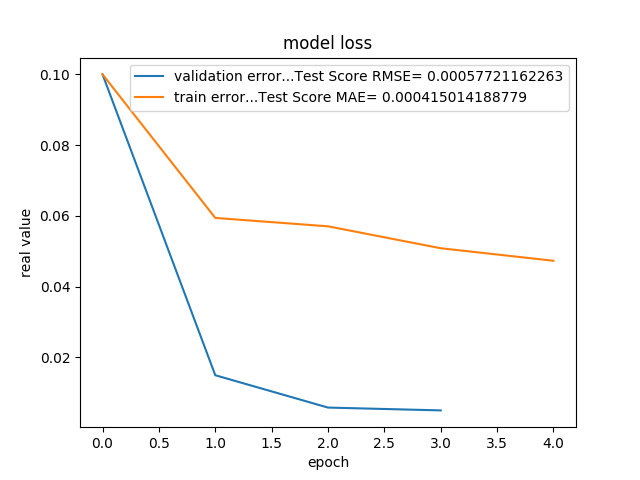 model loss
validation error...Test Score RMSE= 0.00057721162263
train error...Test Score MAE= 0.000415014188779
real value
0.10
0.08
0.06
0.04
0.02
0.0 0.5 1.0 1.5 2.0 2.5 3.0 3.5 4.0
epoch